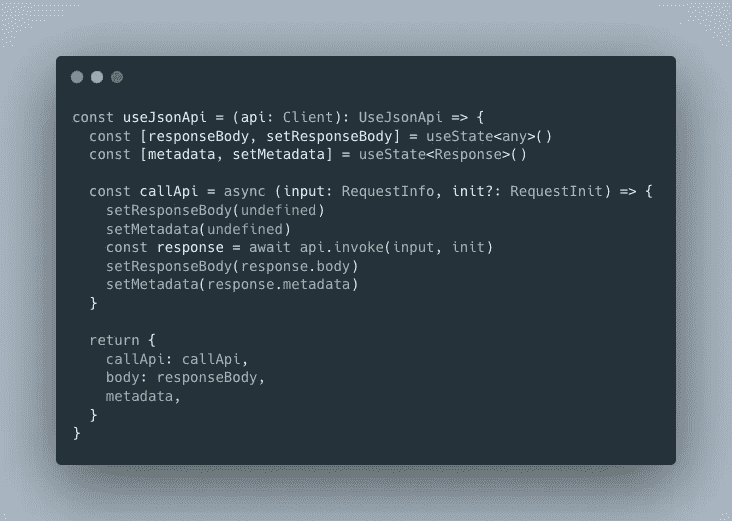 const useJsonApi = (api: Client): UseJsonApi => {
  const [responseBody, setResponseBody] = useState<any>()
  const [metadata, setMetadata] = useState<Response>()

  const callApi = async (input: RequestInfo, init?: RequestInit) => {
    setResponseBody(undefined)
    setMetadata(undefined)
    const response = await api.invoke(input, init)
    setResponseBody(response.body)
    setMetadata(response.metadata)
  }

  return {
    callApi: callApi,
    body: responseBody,
    metadata,
  }
}